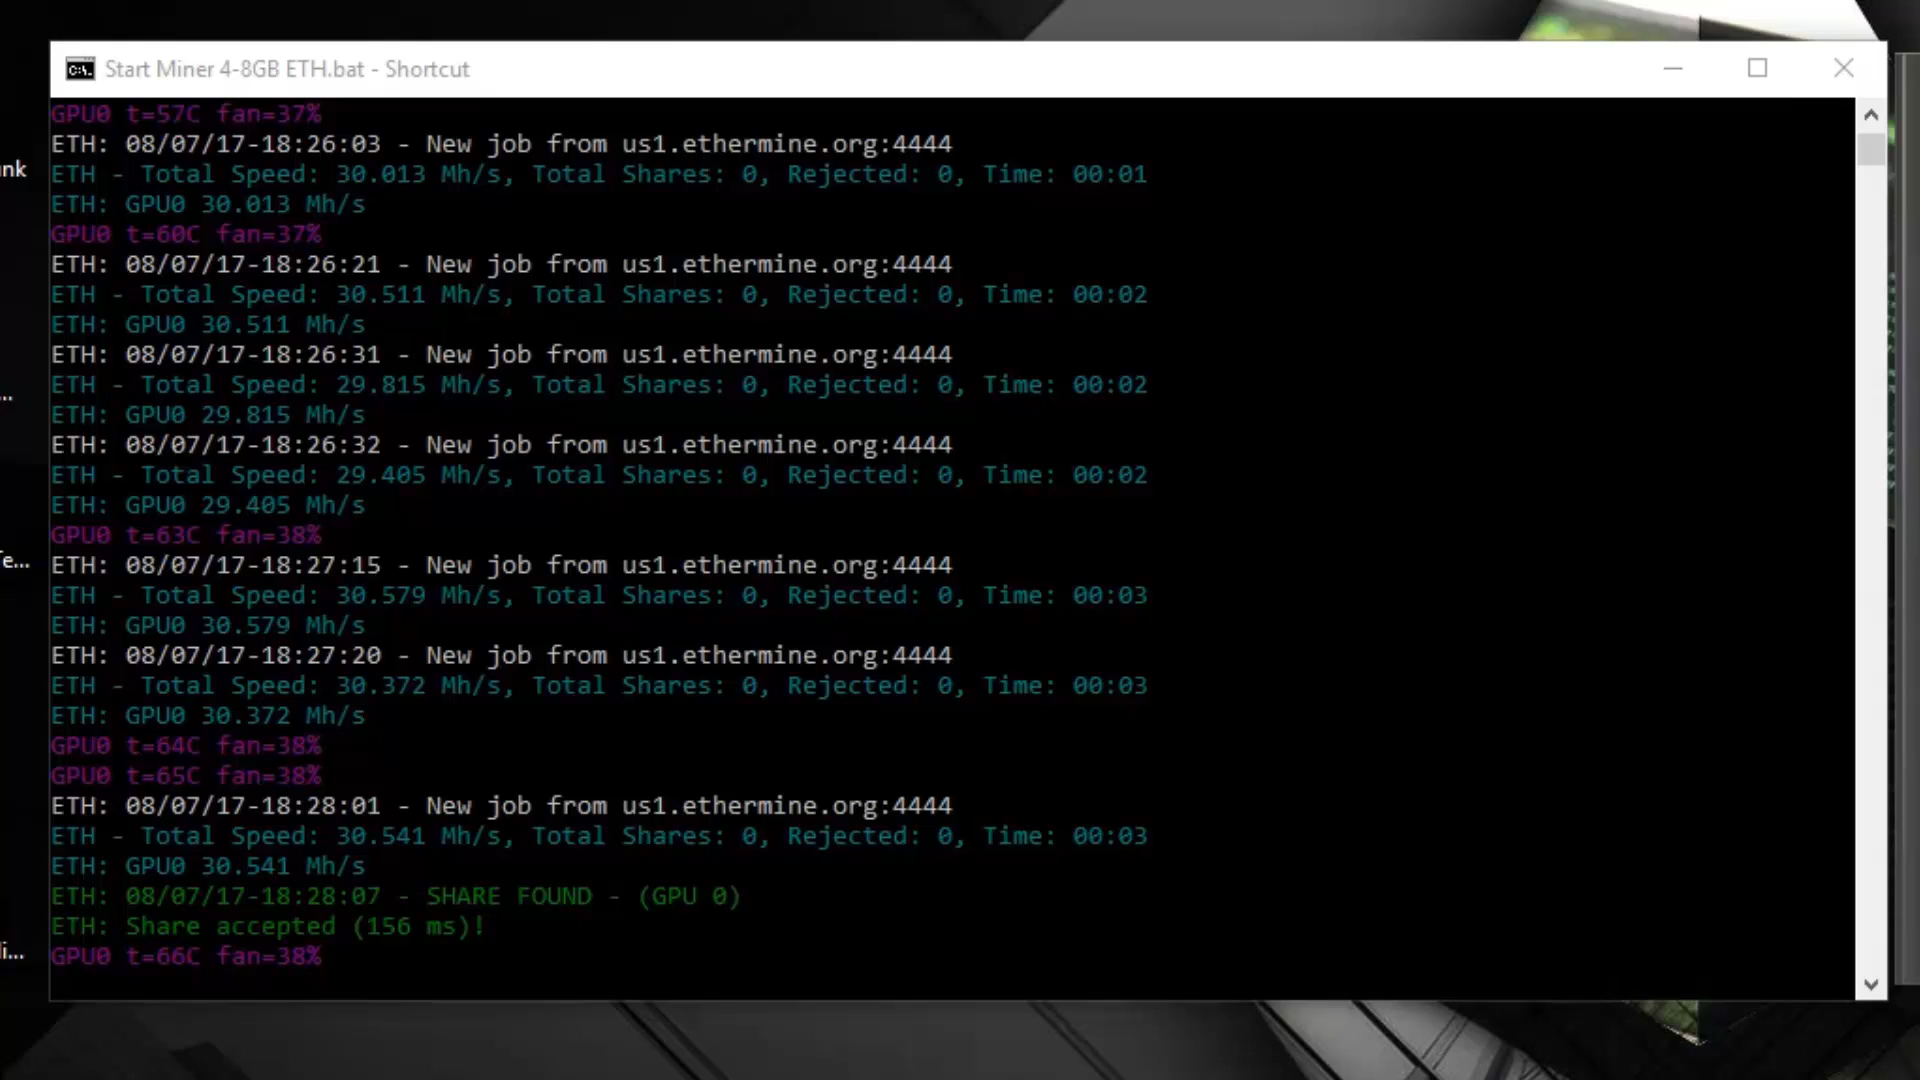 Start Miner 4-8GB ETH.bat - Shortcut
GPU0 t=57C fan=37%
ETH: 08/07/17-18:26:03 - New job from us1.ethermine.org:4444
ETH - Total Speed: 30.013 Mh/s, Total Shares: 0, Rejected: 0, Time: 00:01
ETH: GPU0 30.013 Mh/s
GPU0 t=60C fan=37%
ETH: 08/07/17-18:26:21 - New job from us1.ethermine.org:4444
ETH - Total Speed: 30.511 Mh/s, Total Shares: 0, Rejected: 0, Time: 00:02
ETH: GPU0 30.511 Mh/s
ETH: 08/07/17-18:26:31 - New job from us1.ethermine.org:4444
ETH - Total Speed: 29.815 Mh/s, Total Shares: 0, Rejected: 0, Time: 00:02
ETH: GPU0 29.815 Mh/s
ETH: 08/07/17-18:26:32 - New job from us1.ethermine.org:4444
ETH - Total Speed: 29.405 Mh/s, Total Shares: 0, Rejected: 0, Time: 00:02
ETH: GPU0 29.405 Mh/s
GPU0 t=63C fan=38%
ETH: 08/07/17-18:27:15 - New job from us1.ethermine.org:4444
ETH - Total Speed: 30.579 Mh/s, Total Shares: 0, Rejected: 0, Time: 00:03
ETH: GPU0 30.579 Mh/s
ETH: 08/07/17-18:27:20 - New job from us1.ethermine.org:4444
ETH - Total Speed: 30.372 Mh/s, Total Shares: 0, Rejected: 0, Time: 00:03
ETH: GPU0 30.372 Mh/s
GPU0 t=64C fan=38%
GPU0 t=65C fan=38%
ETH: 08/07/17-18:28:01 - New job from us1.ethermine.org:4444
ETH - Total Speed: 30.541 Mh/s, Total Shares: 0, Rejected: 0, Time: 00:03
ETH: GPU0 30.541 Mh/s
ETH: 08/07/17-18:28:07 - SHARE FOUND - (GPU 0)
ETH: Share accepted (156 ms)!
GPU0 t=66C fan=38%